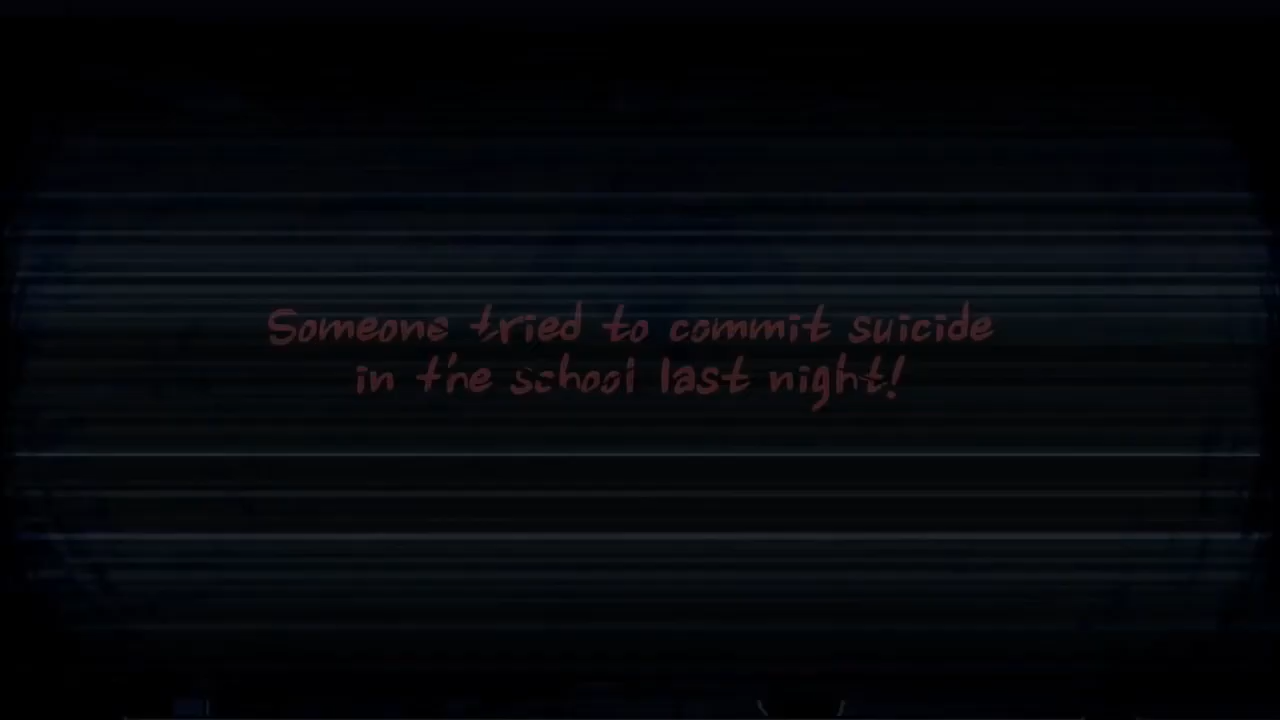 Someone tried to commit suicide
in the school last night!